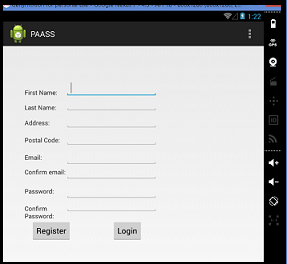 1:22
PAASS
First Name:
Last Name:
Address:
Postal Code:
Email:
Confirm email:
Password:
Confirm
Password:
Register Login
GPS
ID